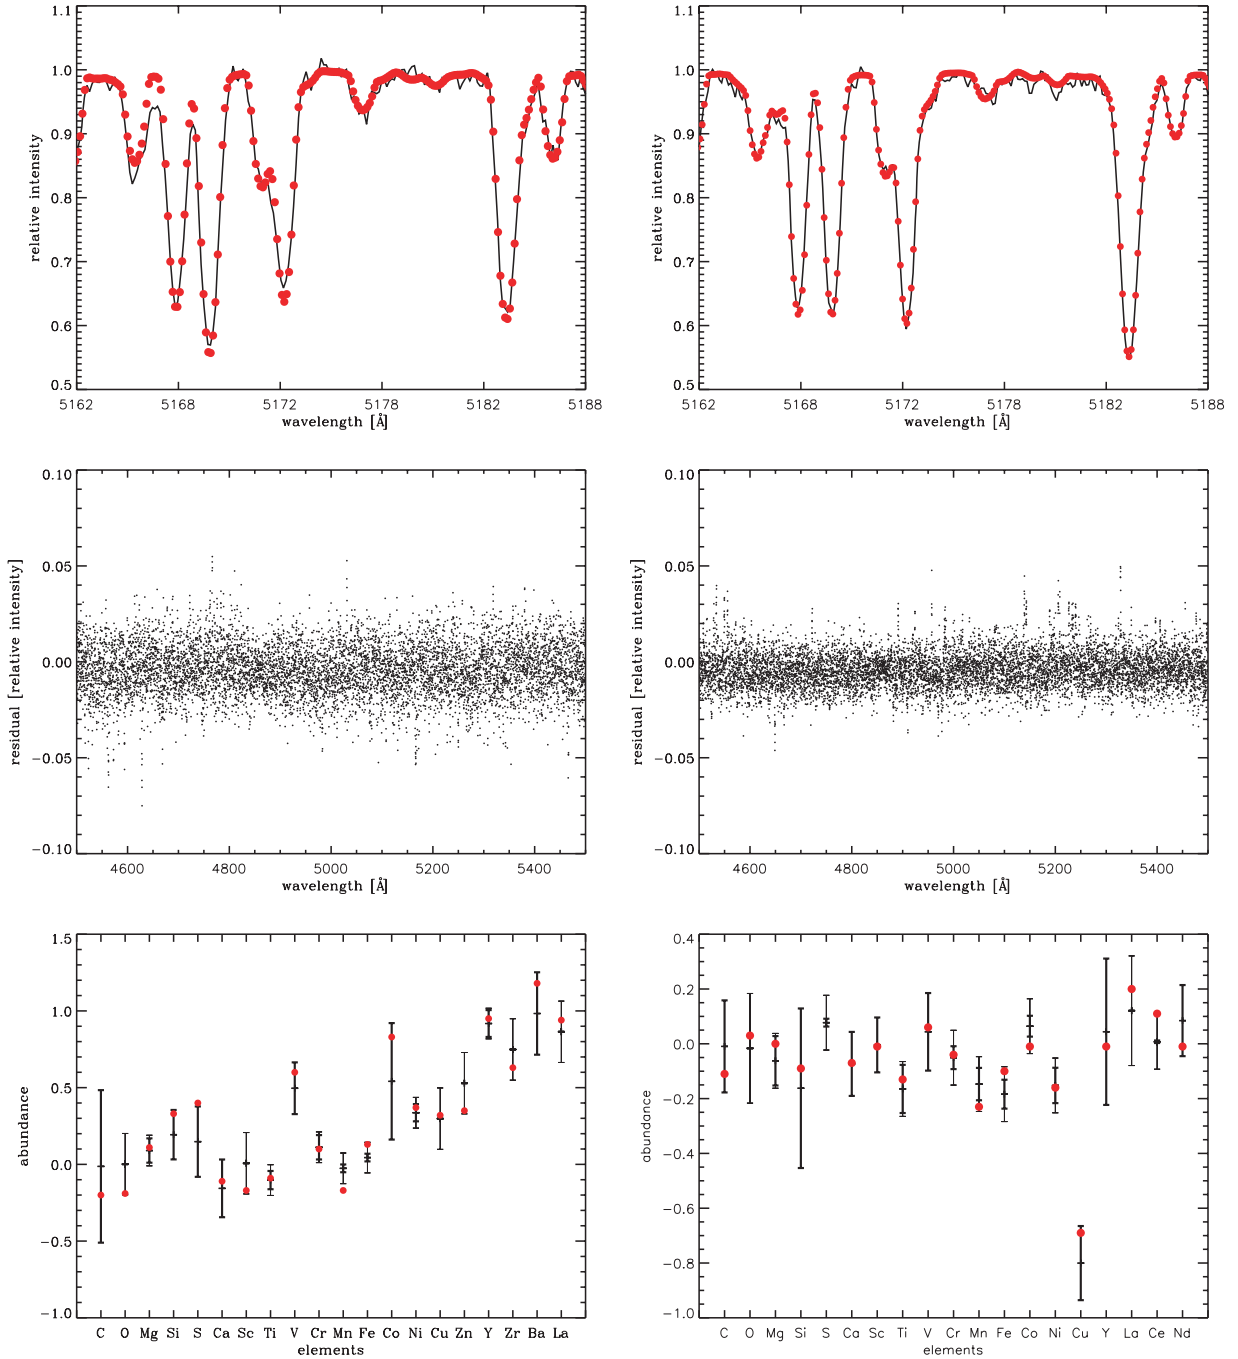 1.1
1.0
0.9
0.8
0.7
0.6
0.5
relative intensity
5162 5168 5172 5178 5182 5188
wavelength [Å]
1.1
1.0
0.9
0.8
0.7
0.6
0.5
relative intensity
5162 5168 5172 5178 5182 5188
wavelength [Å]
0.10
0.05
0.00
−0.05
−0.10
residual [relative intensity]
4600 4800 5000 5200 5400
wavelength [Å]
0.10
0.05
0.00
−0.05
−0.10
residual [relative intensity]
4600 4800 5000 5200 5400
wavelength [Å]
1.5
1.0
0.5
0.0
−0.5
−1.0
abundance
C O Mg Si S Ca Sc Ti V Cr Mn Fe Co Ni Cu Zn Y Zr Ba La
elements
0.4
0.2
0.0
−0.2
−0.4
−0.6
−0.8
−1.0
abundance
C O Mg Si S Ca Sc Ti V Cr Mn Fe Co Ni Cu Y La Ce Nd
elements